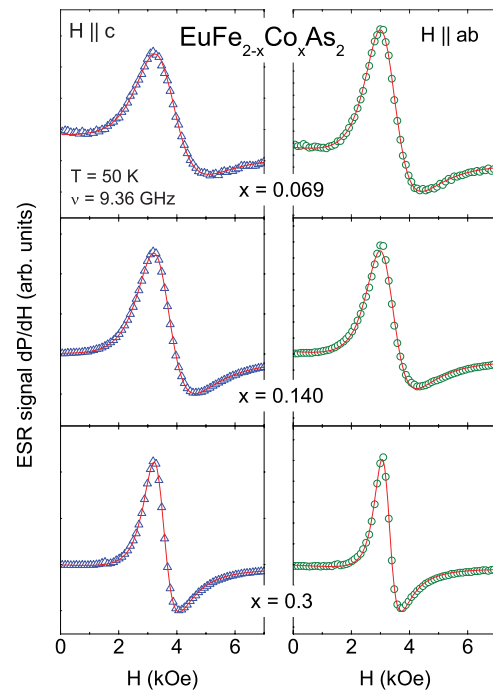 H || c
EuFe2-xCoxAs2
H || ab
T = 50 K
ν = 9.36 GHz
x = 0.069
x = 0.140
x = 0.3
ESR signal dP/dH (arb. units)
0 2 4 6 0 2 4 6
H (kOe) H (kOe)